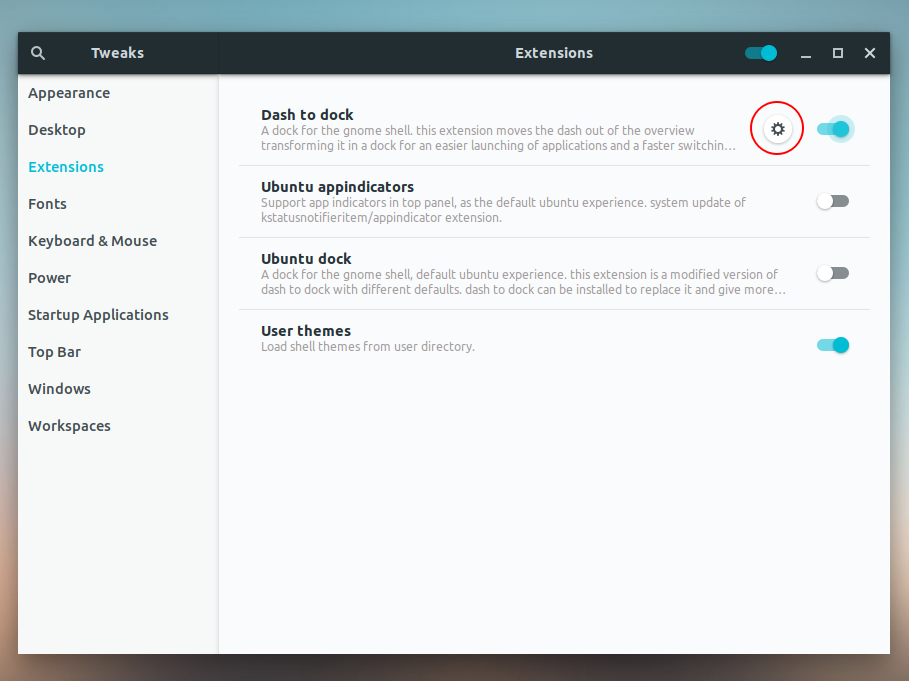 Tweaks
Extensions
Appearance
Desktop
Extensions
Fonts
Keyboard & Mouse
Power
Startup Applications
Top Bar
Windows
Workspaces
Dash to dock
A dock for the gnome shell. this extension moves the dash out of the overview
transforming it in a dock for an easier launching of applications and a faster switchin…
Ubuntu appindicators
Support app indicators in top panel, as the default ubuntu experience. system update of
kstatusnotifieritem/appindicator extension.
Ubuntu dock
A dock for the gnome shell, default ubuntu experience. this extension is a modified version of
dash to dock with different defaults. dash to dock can be installed to replace it and give more…
User themes
Load shell themes from user directory.